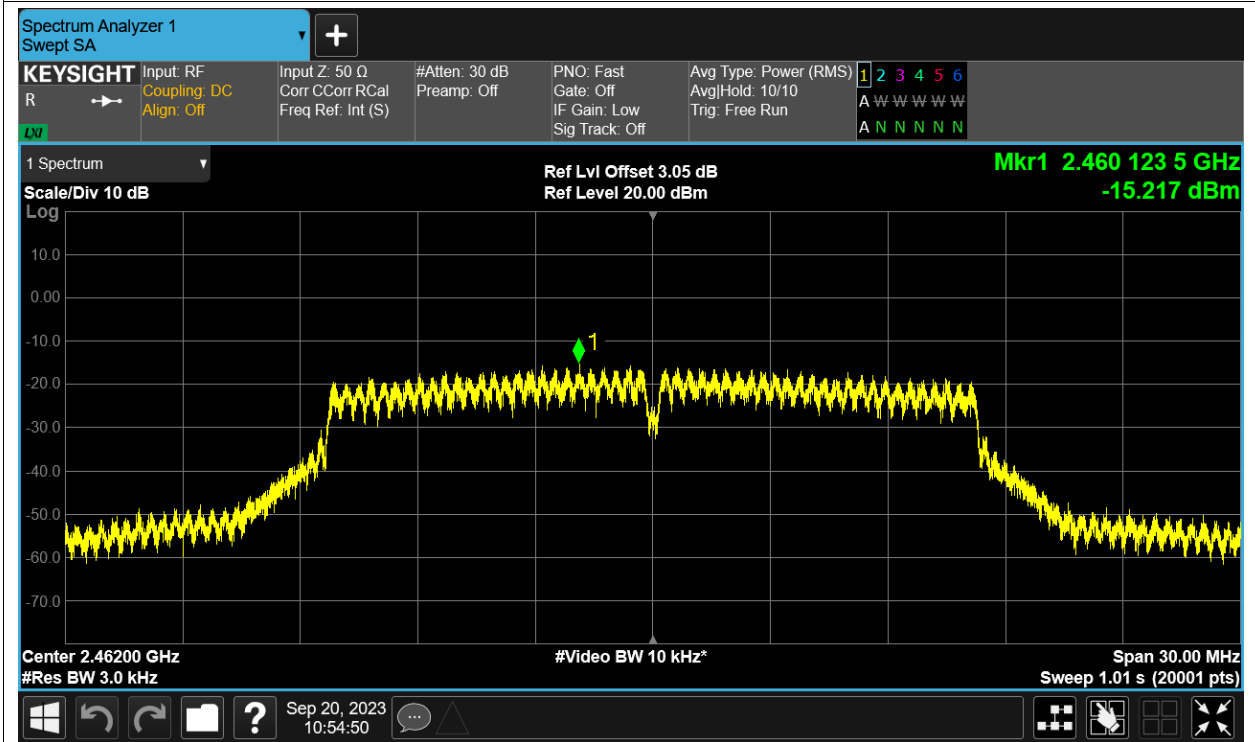 Spectrum Analyzer 1
Swept SA
+
KEYSIGHT
R
LXI
Input: RF
Coupling: DC
Align: Off
Input Z: 50 Ω
Corr CCorr RCal
Freq Ref: Int (S)
#Atten: 30 dB
Preamp: Off
PNO: Fast
Gate: Off
IF Gain: Low
Sig Track: Off
Avg Type: Power (RMS)
Avg|Hold: 10/10
Trig: Free Run
1 2 3 4 5 6
A W W W W W
A N N N N N
1 Spectrum
Scale/Div 10 dB
Log
Ref Lvl Offset 3.05 dB
Ref Level 20.00 dBm
Mkr1 2.460 123 5 GHz
-15.217 dBm
10.0
0.00
-10.0
-20.0
-30.0
-40.0
-50.0
-60.0
-70.0
1
Center 2.46200 GHz
#Res BW 3.0 kHz
#Video BW 10 kHz*
Span 30.00 MHz
Sweep 1.01 s (20001 pts)
?
Sep 20, 2023
10:54:50